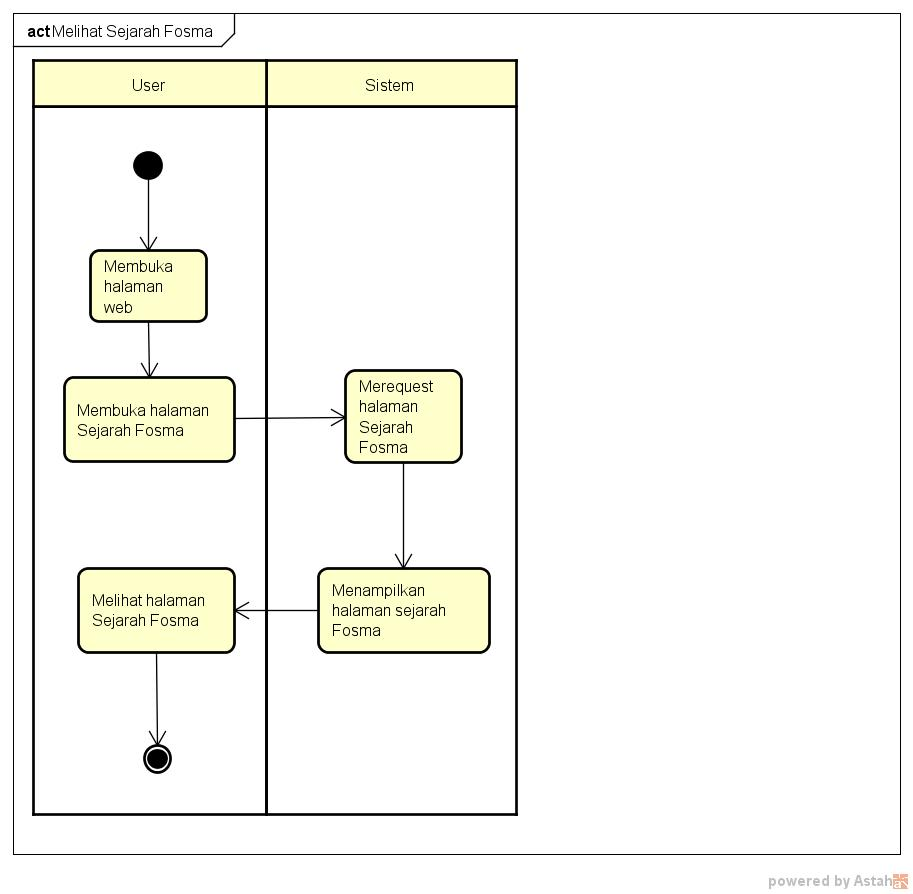 act Melihat Sejarah Fosma
User
Sistem
Membuka
halaman
web
Membuka halaman
Sejarah Fosma
Merequest
halaman
Sejarah
Fosma
Melihat halaman
Sejarah Fosma
Menampilkan
halaman sejarah
Fosma
powered by Astah